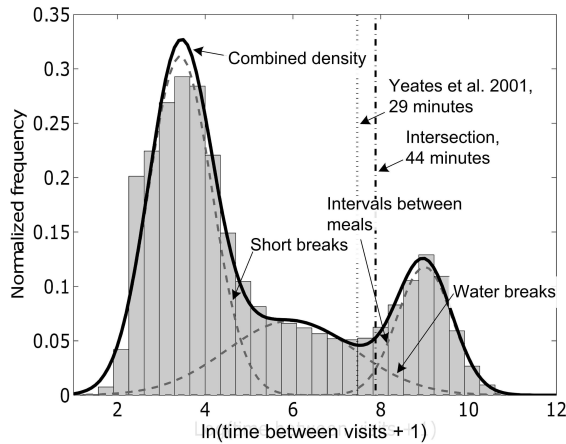 0.35
0.3
0.25
0.2
0.15
0.1
0.05
0
Normalized frequency
Combined density
Yeates et al. 2001,
29 minutes
Intersection,
44 minutes
Intervals between
meals
Short breaks
Water breaks
2
4
6
8
10
12
ln(time between visits + 1)